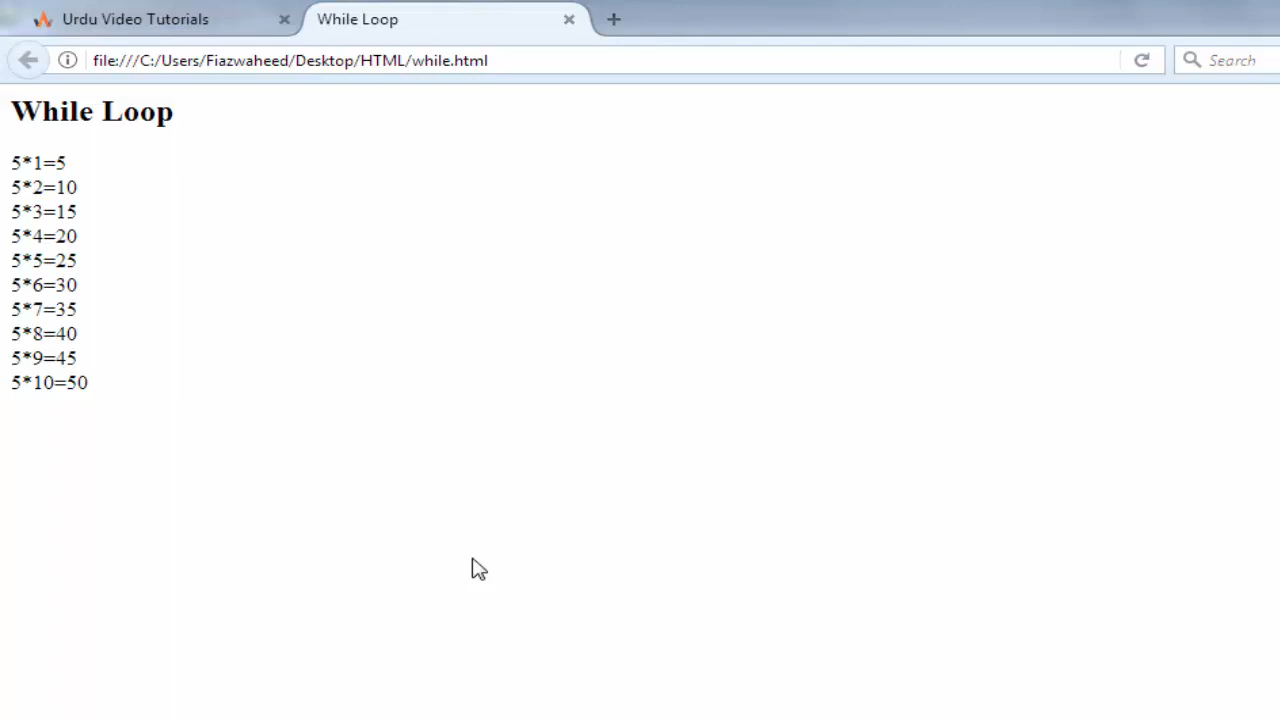 Urdu Video Tutorials
While Loop
file:///C:/Users/Fiazwaheed/Desktop/HTML/while.html
Search
While Loop
5*1=5
5*2=10
5*3=15
5*4=20
5*5=25
5*6=30
5*7=35
5*8=40
5*9=45
5*10=50